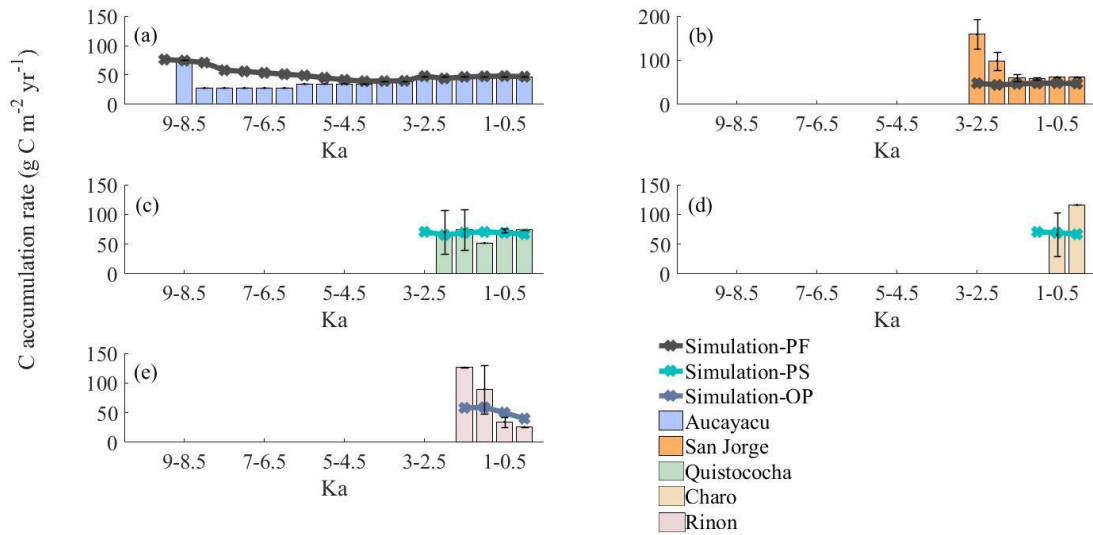 C accumulation rate (g C m⁻² yr⁻¹)
(a)
150
100
50
0
9-8.5 7-6.5 5-4.5 3-2.5 1-0.5
Ka
(b)
200
100
0
9-8.5 7-6.5 5-4.5 3-2.5 1-0.5
Ka
(c)
150
100
50
0
9-8.5 7-6.5 5-4.5 3-2.5 1-0.5
Ka
(d)
150
100
50
0
9-8.5 7-6.5 5-4.5 3-2.5 1-0.5
Ka
(e)
150
100
50
0
9-8.5 7-6.5 5-4.5 3-2.5 1-0.5
Ka
Simulation-PF
Simulation-PS
Simulation-OP
Aucayacu
San Jorge
Quistococha
Charo
Rinon